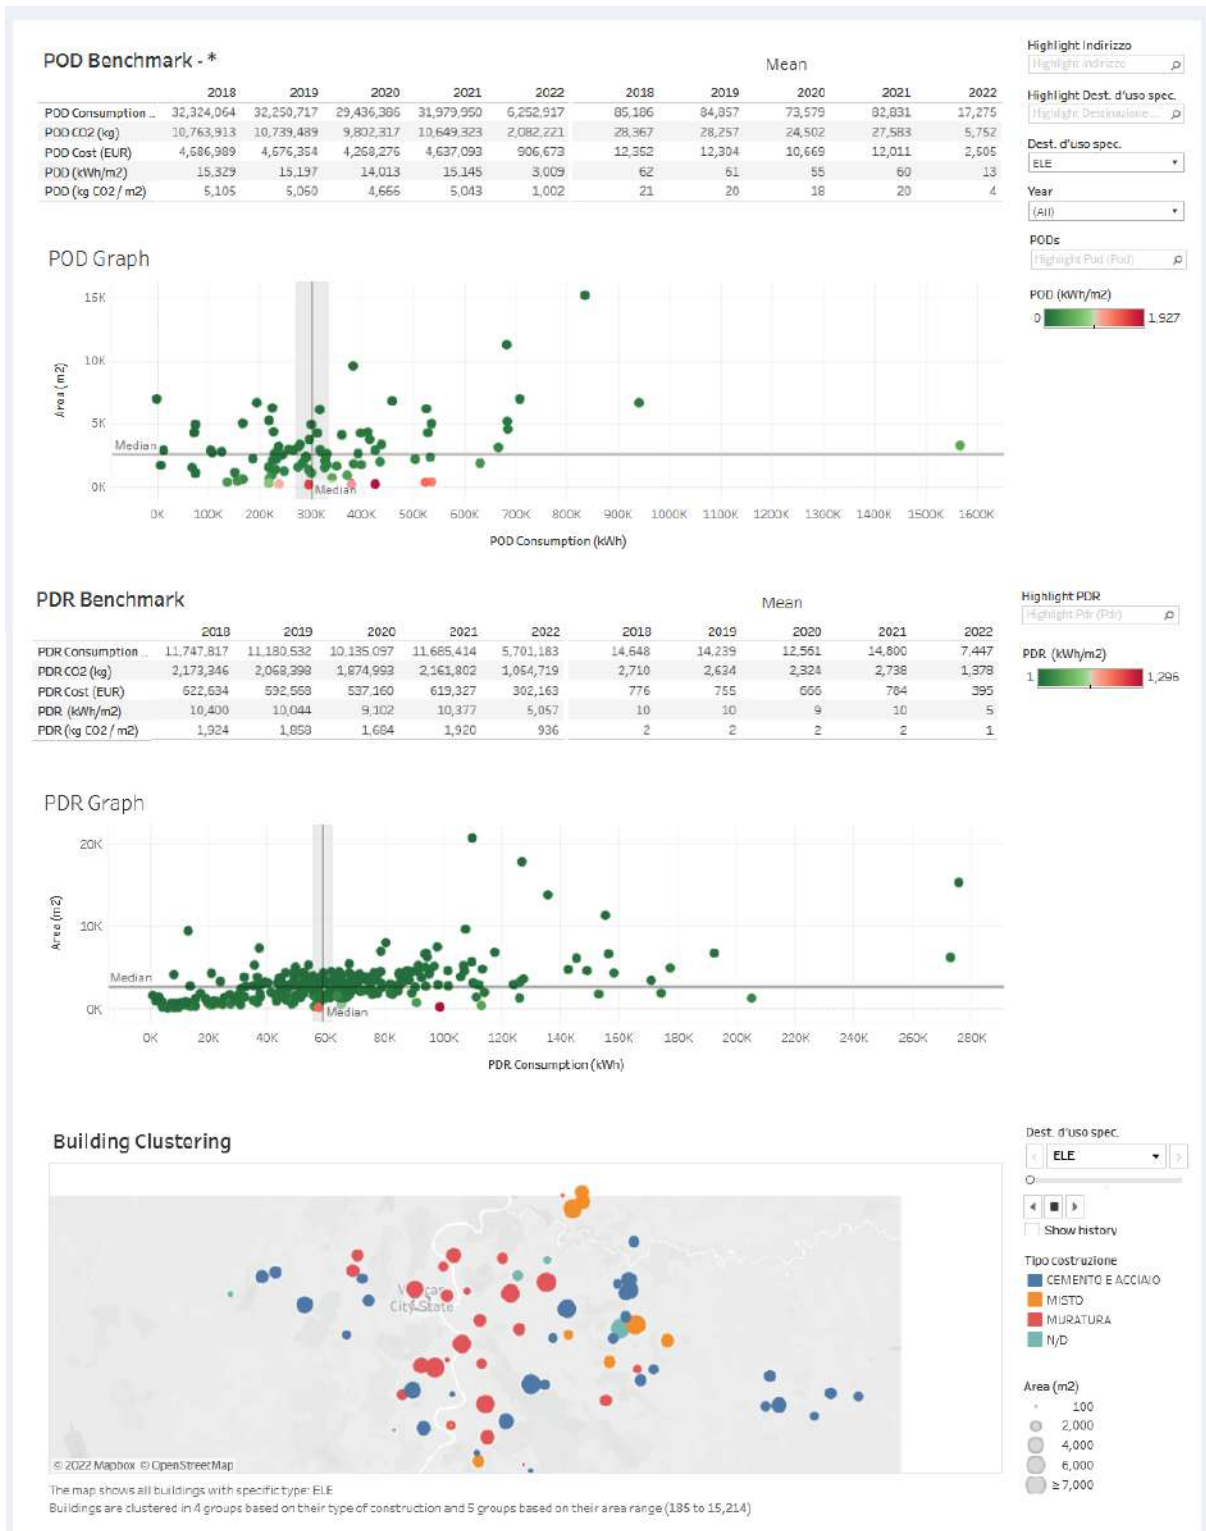 POD Benchmark - *
Mean
2018 2019 2020 2021 2022 2018 2019 2020 2021 2022
POD Consumption .. 32,324,064 32,250,717 29,436,386 31,979,950 6,252,917 85,186 84,857 73,579 82,831 17,275
POD CO2 (kg) 10,763,913 10,739,489 9,802,317 10,649,323 2,082,221 28,367 28,257 24,502 27,583 5,752
POD Cost (EUR) 4,686,989 4,676,354 4,268,276 4,637,093 906,673 12,352 12,304 10,669 12,011 2,505
POD (kWh/m2) 15,329 15,197 14,013 15,145 3,009 62 61 55 60 13
POD (kg CO2 / m2) 5,105 5,060 4,666 5,043 1,002 21 20 18 20 4
Highlight Indirizzo
Highlight Indirizzo
Highlight Dest. d'uso spec.
Highlight Destinazione ...
Dest. d'uso spec.
ELE
Year
(All)
PODs
Highlight Pod (Pod)
POD (kWh/m2)
0 1,927
POD Graph
15K
10K
5K
0K
Area (m2)
Median
Median
0K 100K 200K 300K 400K 500K 600K 700K 800K 900K 1000K 1100K 1200K 1300K 1400K 1500K 1600K
POD Consumption (kWh)
PDR Benchmark
Mean
2018 2019 2020 2021 2022 2018 2019 2020 2021 2022
PDR Consumption .. 11,747,817 11,180,532 10,135,097 11,685,414 5,701,183 14,648 14,239 12,561 14,800 7,447
PDR CO2 (kg) 2,173,346 2,068,398 1,874,993 2,161,802 1,054,719 2,710 2,634 2,324 2,738 1,378
PDR Cost (EUR) 622,634 592,568 537,160 619,327 302,163 776 755 666 784 395
PDR (kWh/m2) 10,400 10,044 9,102 10,377 5,057 10 10 9 10 5
PDR (kg CO2 / m2) 1,924 1,858 1,684 1,920 936 2 2 2 2 1
Highlight PDR
Highlight Pdr (Pdr)
PDR (kWh/m2)
1 1,296
PDR Graph
20K
10K
0K
Area (m2)
Median
Median
0K 20K 40K 60K 80K 100K 120K 140K 160K 180K 200K 220K 240K 260K 280K
PDR Consumption (kWh)
Building Clustering
City State
© 2022 Mapbox © OpenStreetMap
Dest. d'uso spec.
ELE
Show history
Tipo costruzione
CEMENTO E ACCIAIO
MISTO
MURATURA
N/D
Area (m2)
100
2,000
4,000
6,000
≥ 7,000
The map shows all buildings with specific type: ELE
Buildings are clustered in 4 groups based on their type of construction and 5 groups based on their area range (185 to 15,214)